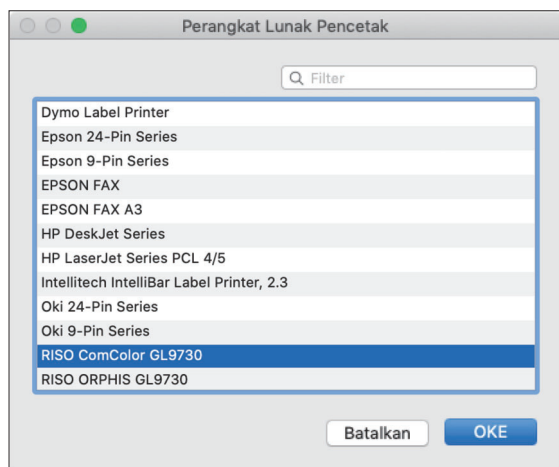 Perangkat Lunak Pencetak
Filter
Dymo Label Printer
Epson 24-Pin Series
Epson 9-Pin Series
EPSON FAX
EPSON FAX A3
HP DeskJet Series
HP LaserJet Series PCL 4/5
Intellitech IntelliBar Label Printer, 2.3
Oki 24-Pin Series
Oki 9-Pin Series
RISO ComColor GL9730
RISO ORPHIS GL9730
Batalkan OKE